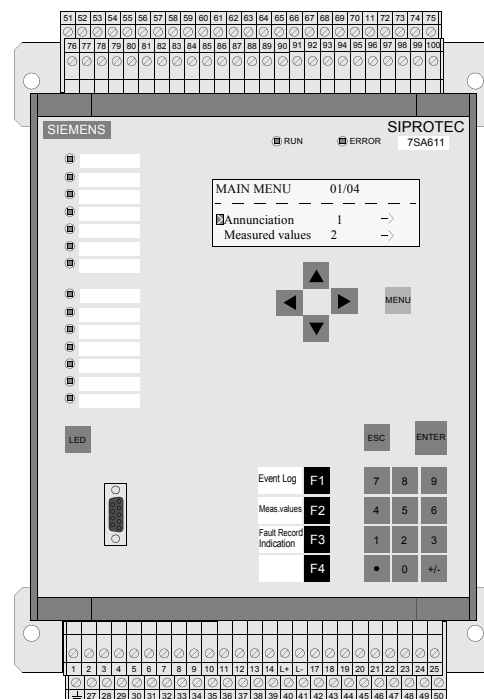 51 52 53 54 55 56 57 58 59 60 61 62 63 64 65 66 67 68 69 70 11 72 73 74 75
76 77 78 79 80 81 82 83 84 85 86 87 88 89 90 91 92 93 94 95 96 97 98 99 100
SIEMENS
SIPROTEC
RUN ERROR 7SA611
MAIN MENU 01/04
Annunciation 1
Measured values 2
MENU
LED
ESC ENTER
Event Log F1 7 8 9
Meas.values F2 4 5 6
Fault Record
Indication F3 1 2 3
F4 • 0 +/-
1 2 3 4 5 6 7 8 9 10 11 12 13 14 L+ L- 17 18 19 20 21 22 23 24 25
27 28 29 30 31 32 33 34 35 36 37 38 39 40 41 42 43 44 45 46 47 48 49 50